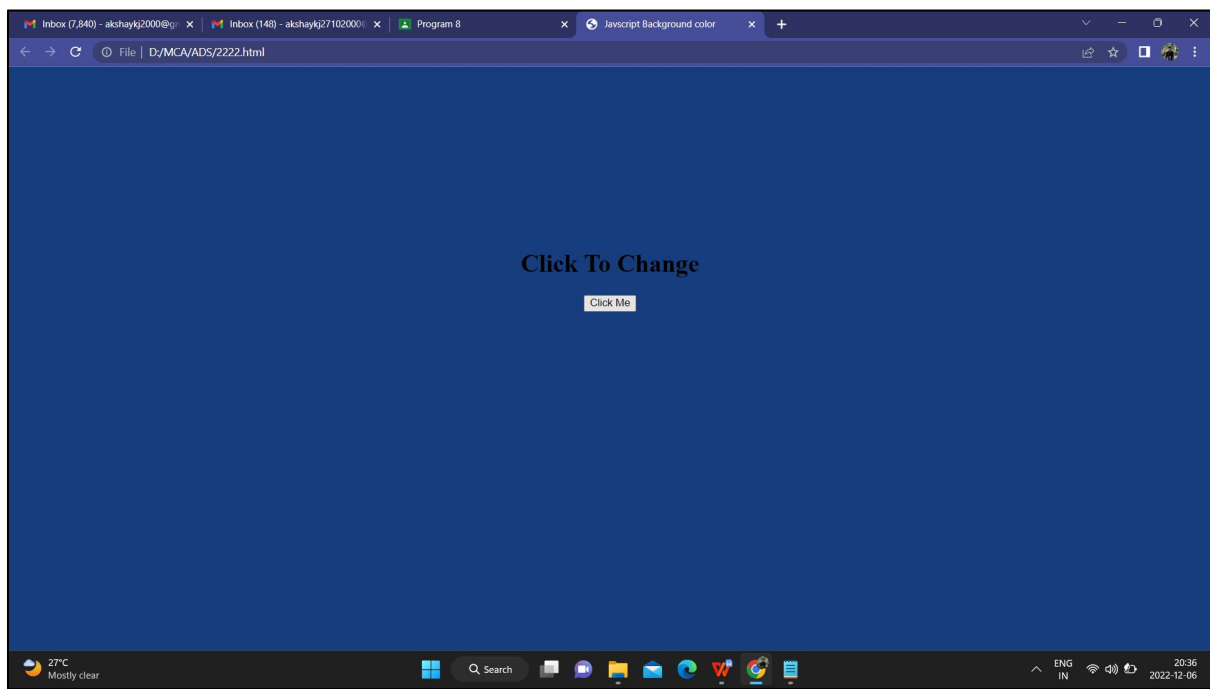 Inbox (7,840) - akshaykj2000@g
Inbox (148) - akshaykj27102000
Program 8
Javscript Background color
File | D:/MCA/ADS/2222.html
Click To Change
Click Me
27°C
Mostly clear
Search
ENG
IN
20:36
2022-12-06